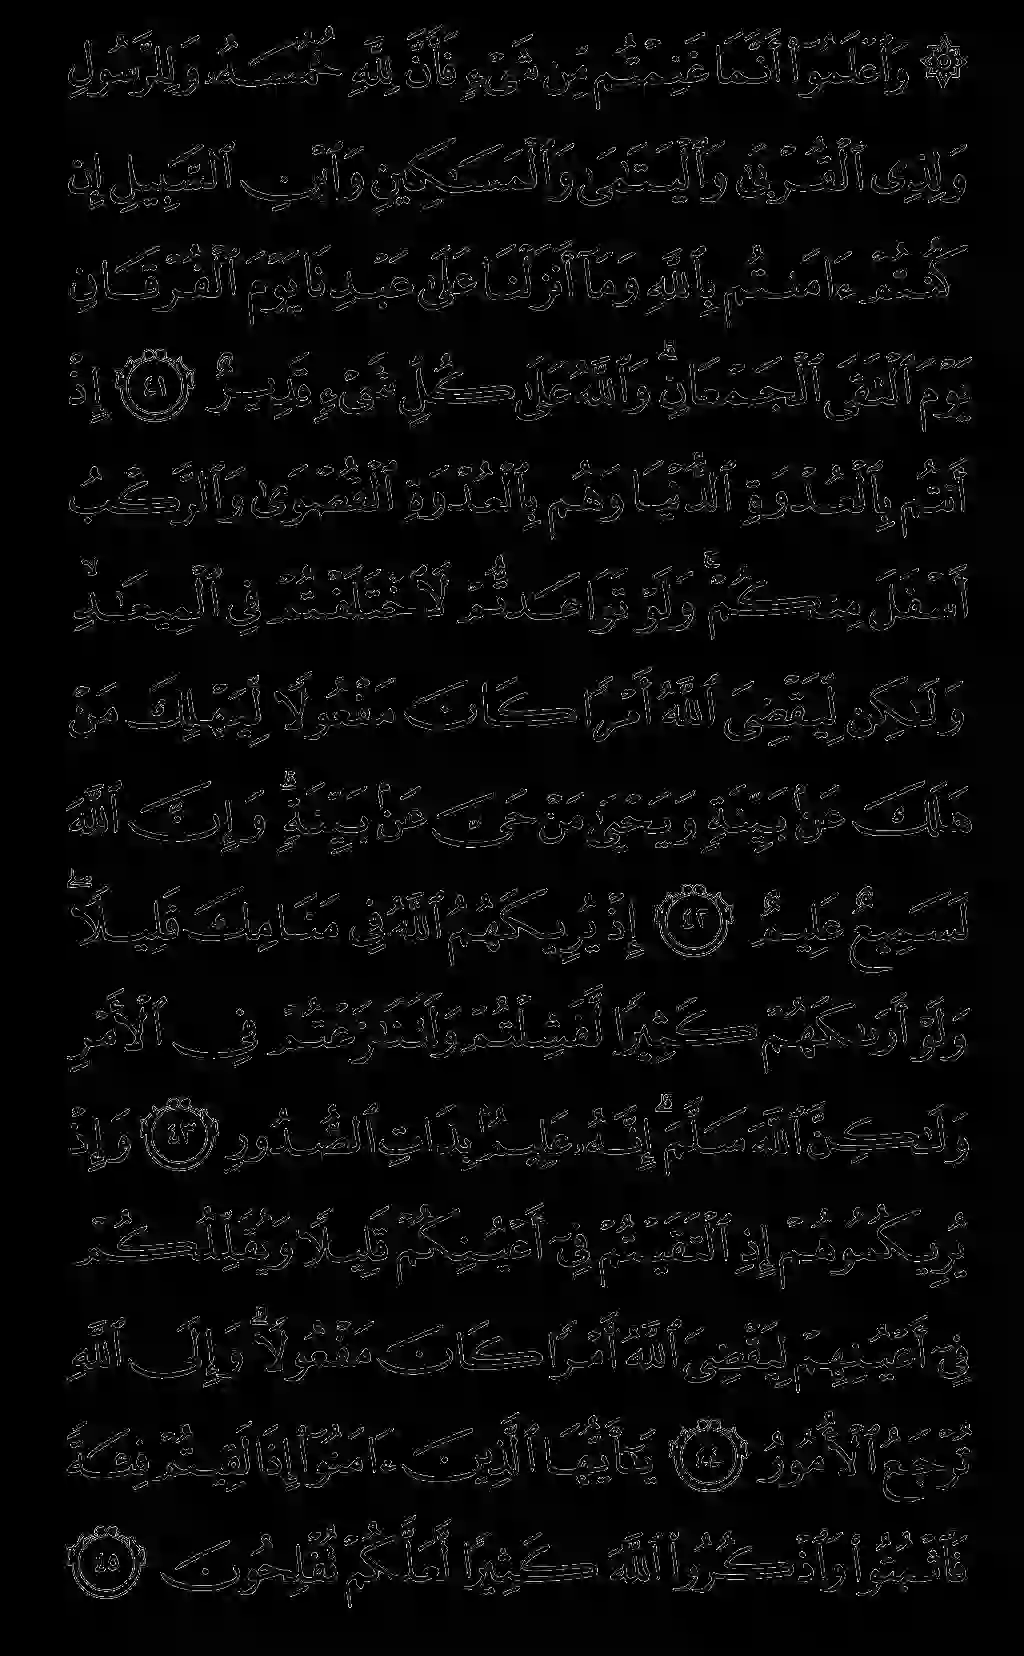 ۞ وَٱعۡلَمُوٓاْ أَنَّمَا غَنِمۡتُم مِّن شَيۡءٖ فَأَنَّ لِلَّهِ خُمُسَهُۥ وَلِلرَّسُولِ
وَلِذِي ٱلۡقُرۡبَىٰ وَٱلۡيَتَٰمَىٰ وَٱلۡمَسَٰكِينِ وَٱبۡنِ ٱلسَّبِيلِ إِن
كُنتُمۡ ءَامَنتُم بِٱللَّهِ وَمَآ أَنزَلۡنَا عَلَىٰ عَبۡدِنَا يَوۡمَ ٱلۡفُرۡقَانِ
يَوۡمَ ٱلۡتَقَى ٱلۡجَمۡعَانِۗ وَٱللَّهُ عَلَىٰ كُلِّ شَيۡءٖ قَدِيرٌ ٤١ إِذۡ
أَنتُم بِٱلۡعُدۡوَةِ ٱلدُّنۡيَا وَهُم بِٱلۡعُدۡوَةِ ٱلۡقُصۡوَىٰ وَٱلرَّكۡبُ
أَسۡفَلَ مِنكُمۡۚ وَلَوۡ تَوَاعَدتُّمۡ لَٱخۡتَلَفۡتُمۡ فِي ٱلۡمِيعَٰدِ ۙ
وَلَٰكِن لِّيَقۡضِيَ ٱللَّهُ أَمۡرٗا كَانَ مَفۡعُولٗا لِّيَهۡلِكَ مَنۡ
هَلَكَ عَنۢ بَيِّنَةٖ وَيَحۡيَىٰ مَنۡ حَيَّ عَنۢ بَيِّنَةٖۗ وَإِنَّ ٱللَّهَ
لَسَمِيعٌ عَلِيمٌ ٤٢ إِذۡ يُرِيكَهُمُ ٱللَّهُ فِي مَنَامِكَ قَلِيلٗاۖ
وَلَوۡ أَرَىٰكَهُمۡ كَثِيرٗا لَّفَشِلۡتُمۡ وَلَتَنَٰزَعۡتُمۡ فِي ٱلۡأَمۡرِ
وَلَٰكِنَّ ٱللَّهَ سَلَّمَۗ إِنَّهُۥ عَلِيمُۢ بِذَاتِ ٱلصُّدُورِ ٤٣ وَإِذۡ
يُرِيكُمُوهُمۡ إِذِ ٱلۡتَقَيۡتُمۡ فِيٓ أَعۡيُنِكُمۡ قَلِيلٗا وَيُقَلِّلُكُمۡ
فِيٓ أَعۡيُنِهِمۡ لِيَقۡضِيَ ٱللَّهُ أَمۡرٗا كَانَ مَفۡعُولٗاۗ وَإِلَى ٱللَّهِ
تُرۡجَعُ ٱلۡأُمُورُ ٤٤ يَٰٓأَيُّهَا ٱلَّذِينَ ءَامَنُوٓاْ إِذَا لَقِيتُمۡ فِئَةٗ
فَٱثۡبُتُواْ وَٱذۡكُرُواْ ٱللَّهَ كَثِيرٗا لَّعَلَّكُمۡ تُفۡلِحُونَ ٤٥